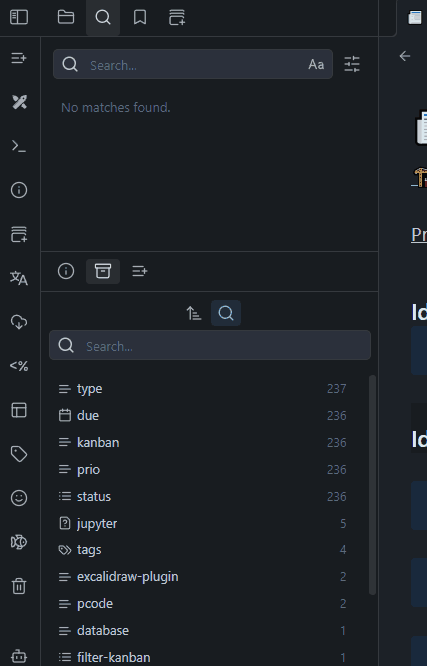 Search...
Aa
No matches found.
Search...
type 237
due 236
kanban 236
prio 236
status 236
jupyter 5
tags 4
excalidraw-plugin 2
pcode 2
database 1
filter-kanban 1
<%
Pr
Id
Id